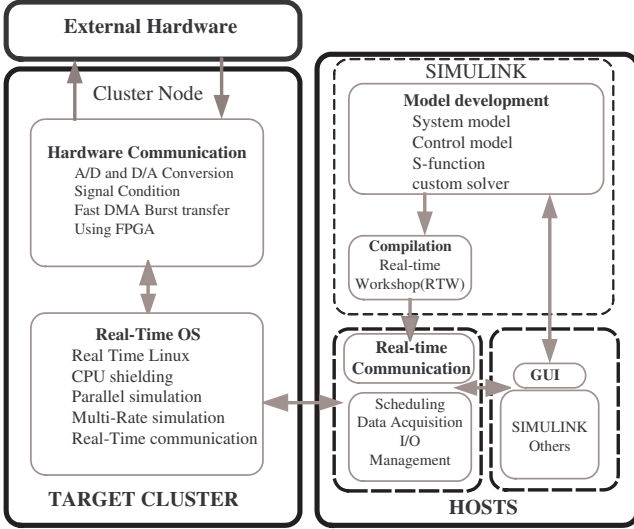 External Hardware
Cluster Node
Hardware Communication
A/D and D/A Conversion
Signal Condition
Fast DMA Burst transfer
Using FPGA
Real-Time OS
Real Time Linux
CPU shielding
Parallel simulation
Multi-Rate simulation
Real-Time communication
TARGET CLUSTER
SIMULINK
Model development
System model
Control model
S-function
custom solver
Compilation
Real-time
Workshop(RTW)
Real-time
Communication
Scheduling
Data Acquisition
I/O
Management
GUI
SIMULINK
Others
HOSTS